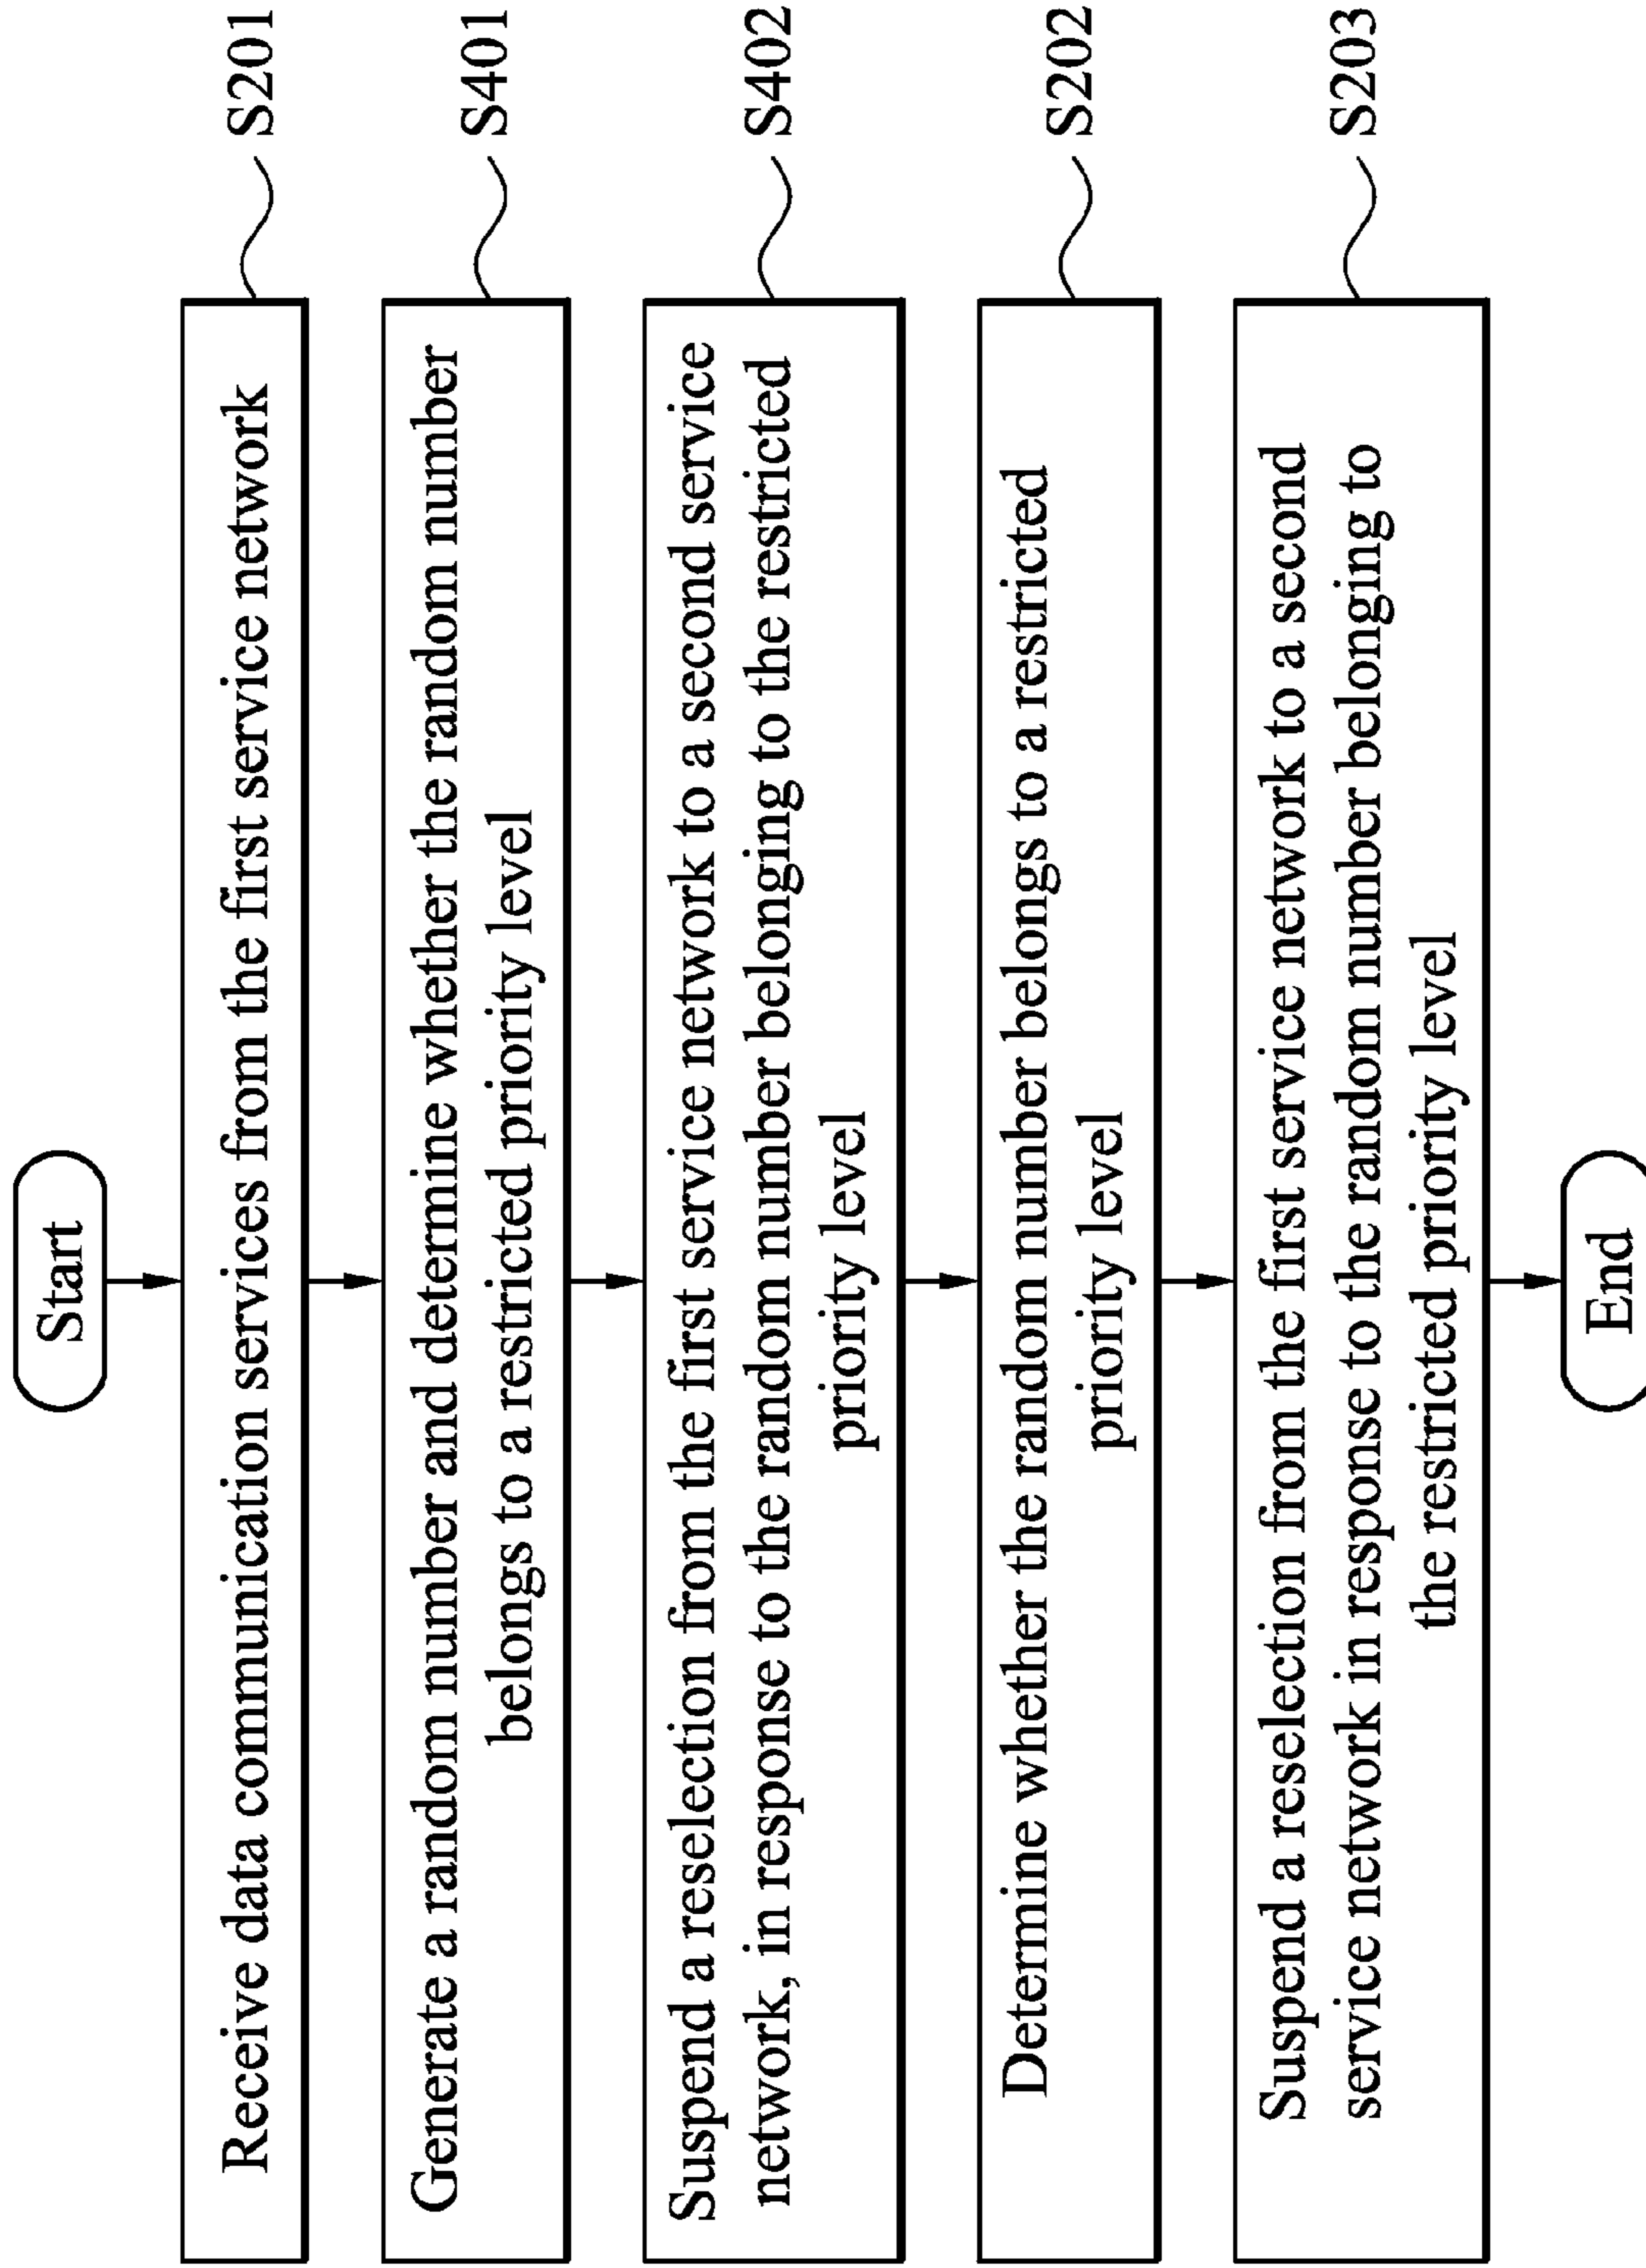 Start
Receive data communication services from the first service network
S201
Generate a random number and determine whether the random number
belongs to a restricted priority level
S401
Suspend a reselection from the first service network to a second service
network, in response to the random number belonging to the restricted
priority level
S402
Determine whether the random number belongs to a restricted
priority level
S202
Suspend a reselection from the first service network to a second
service network in response to the random number belonging to
the restricted priority level
S203
End